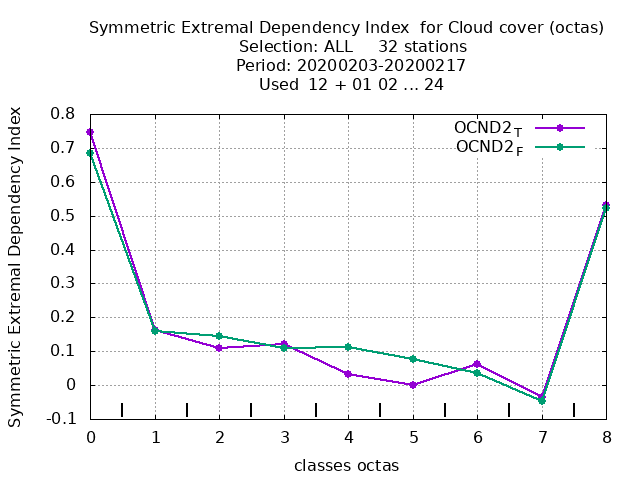 Symmetric Extremal Dependency Index  for Cloud cover (octas)
Selection: ALL     32 stations
Period: 20200203-20200217
Used  12 + 01 02 ... 24
Symmetric Extremal Dependency Index
0.8
0.7
0.6
0.5
0.4
0.3
0.2
0.1
0
-0.1
OCND2T
OCND2F
0 1 2 3 4 5 6 7 8
classes octas